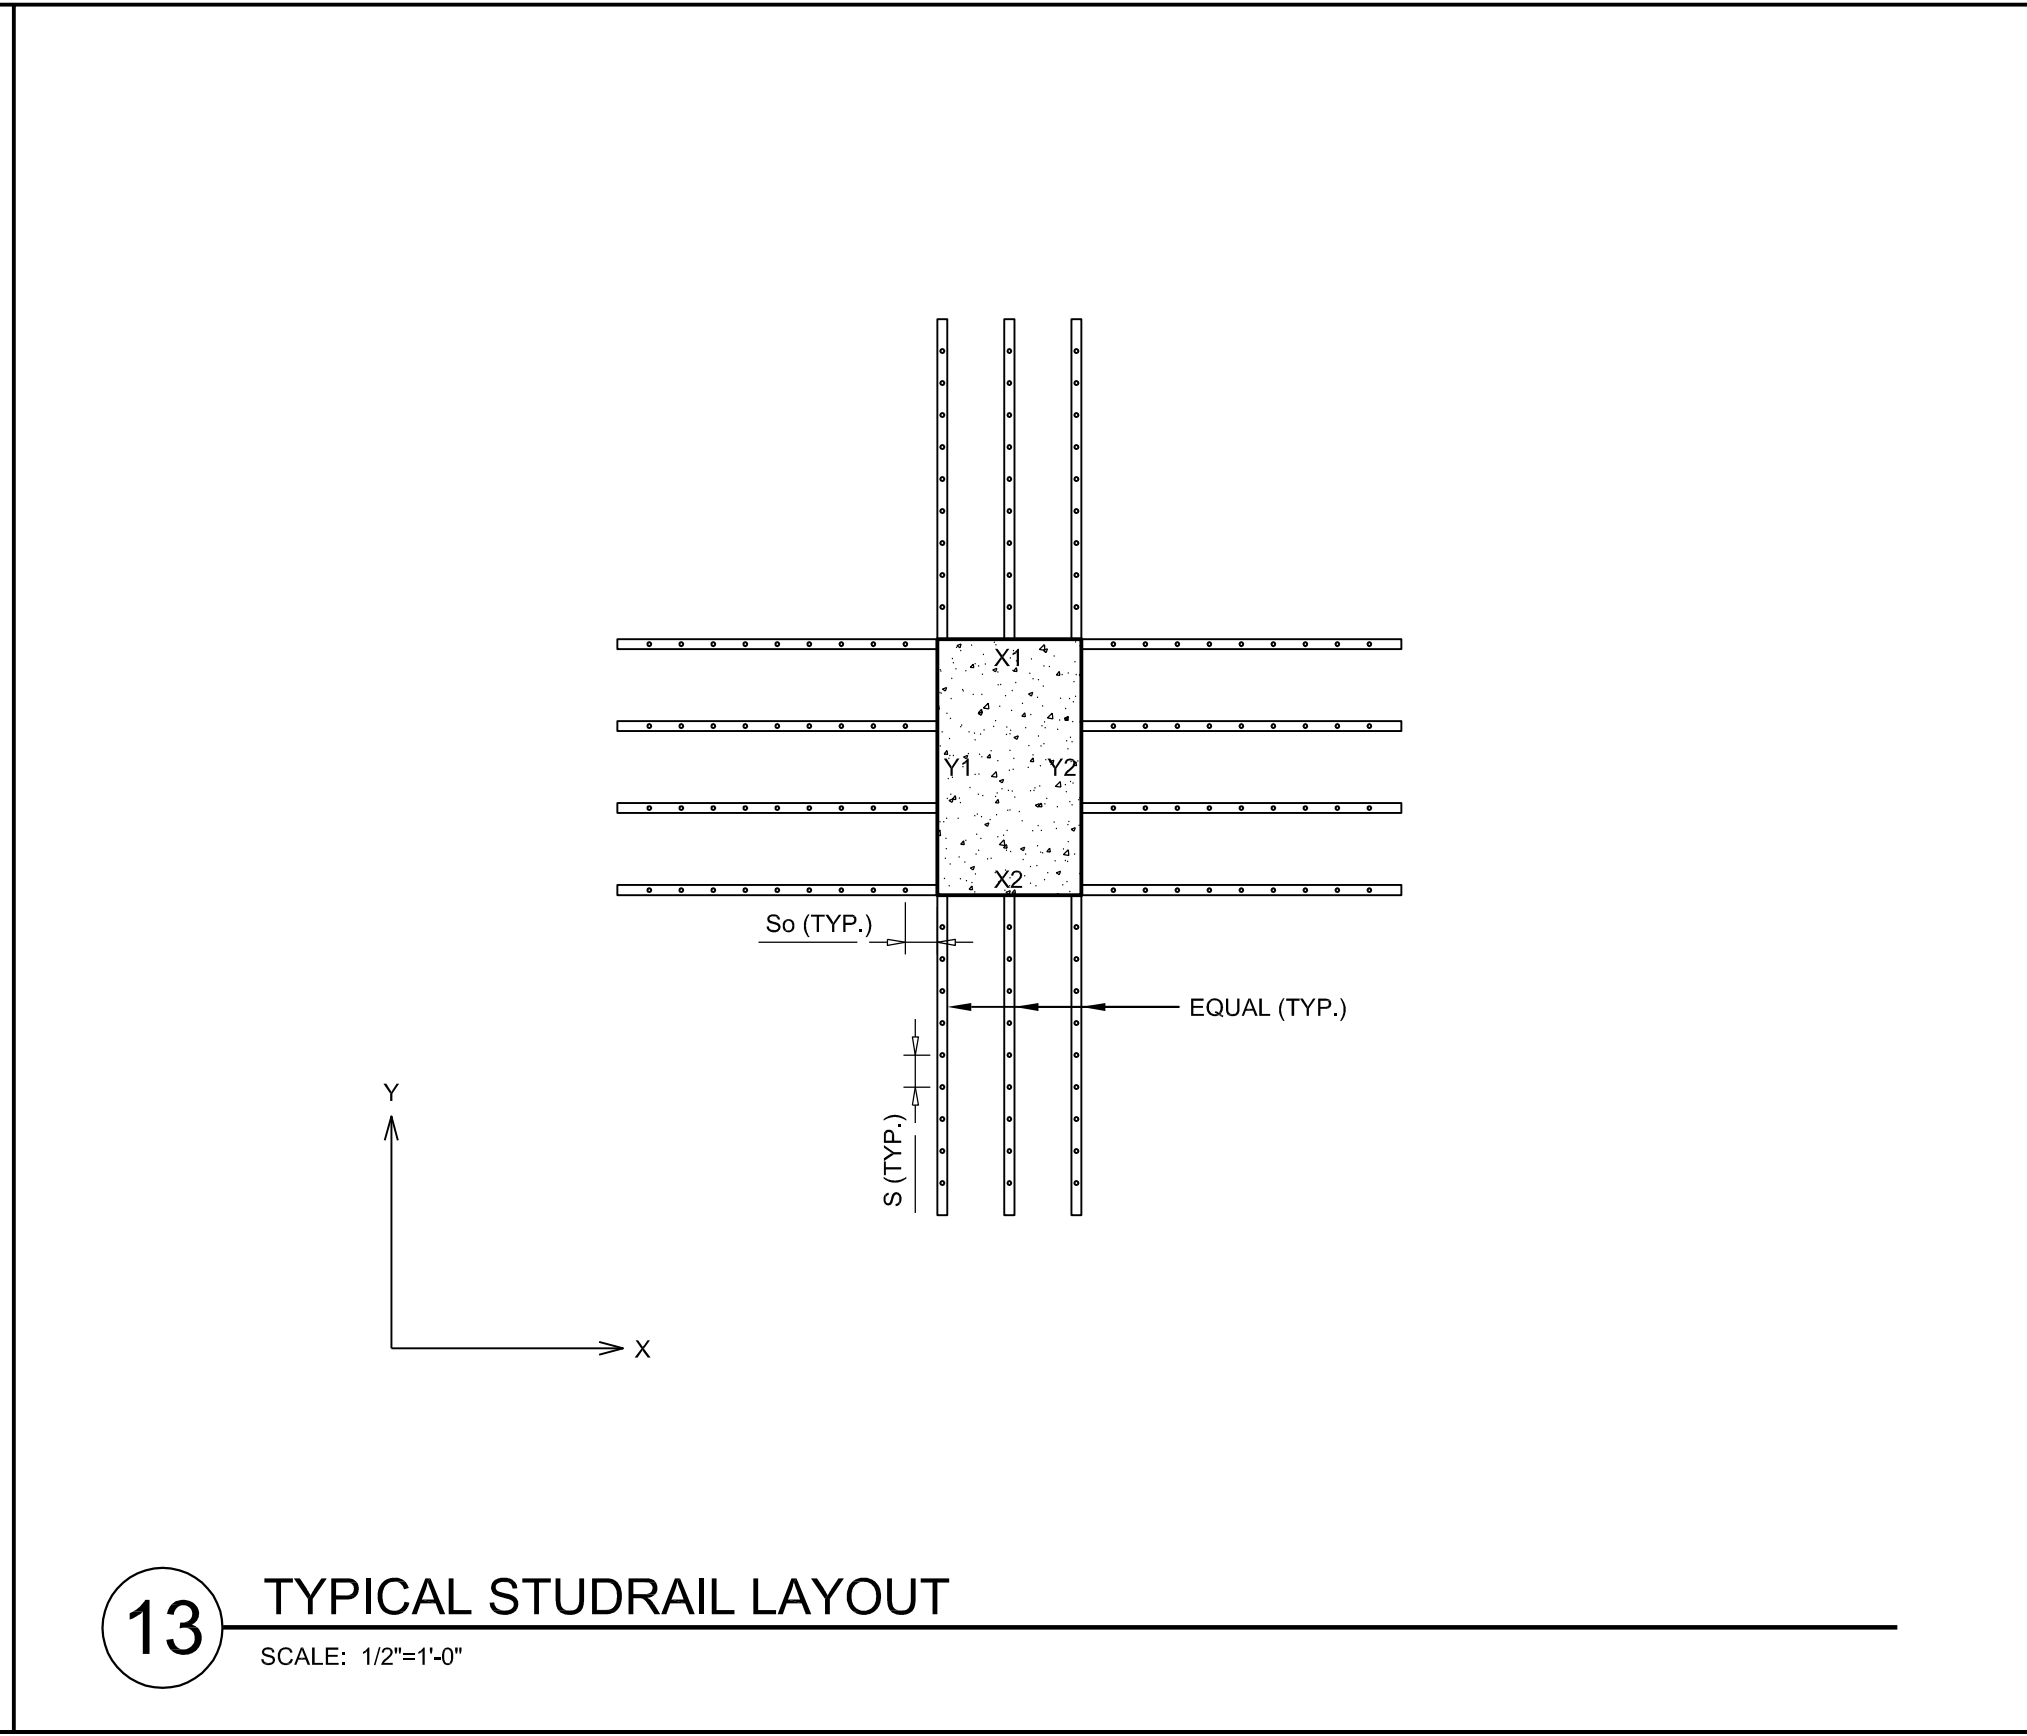 X1
Y1
Y2
X2
So (TYP.)
EQUAL (TYP.)
S (TYP.)
Y
X
13
TYPICAL STUDRAIL LAYOUT
SCALE: 1/2"=1'-0"